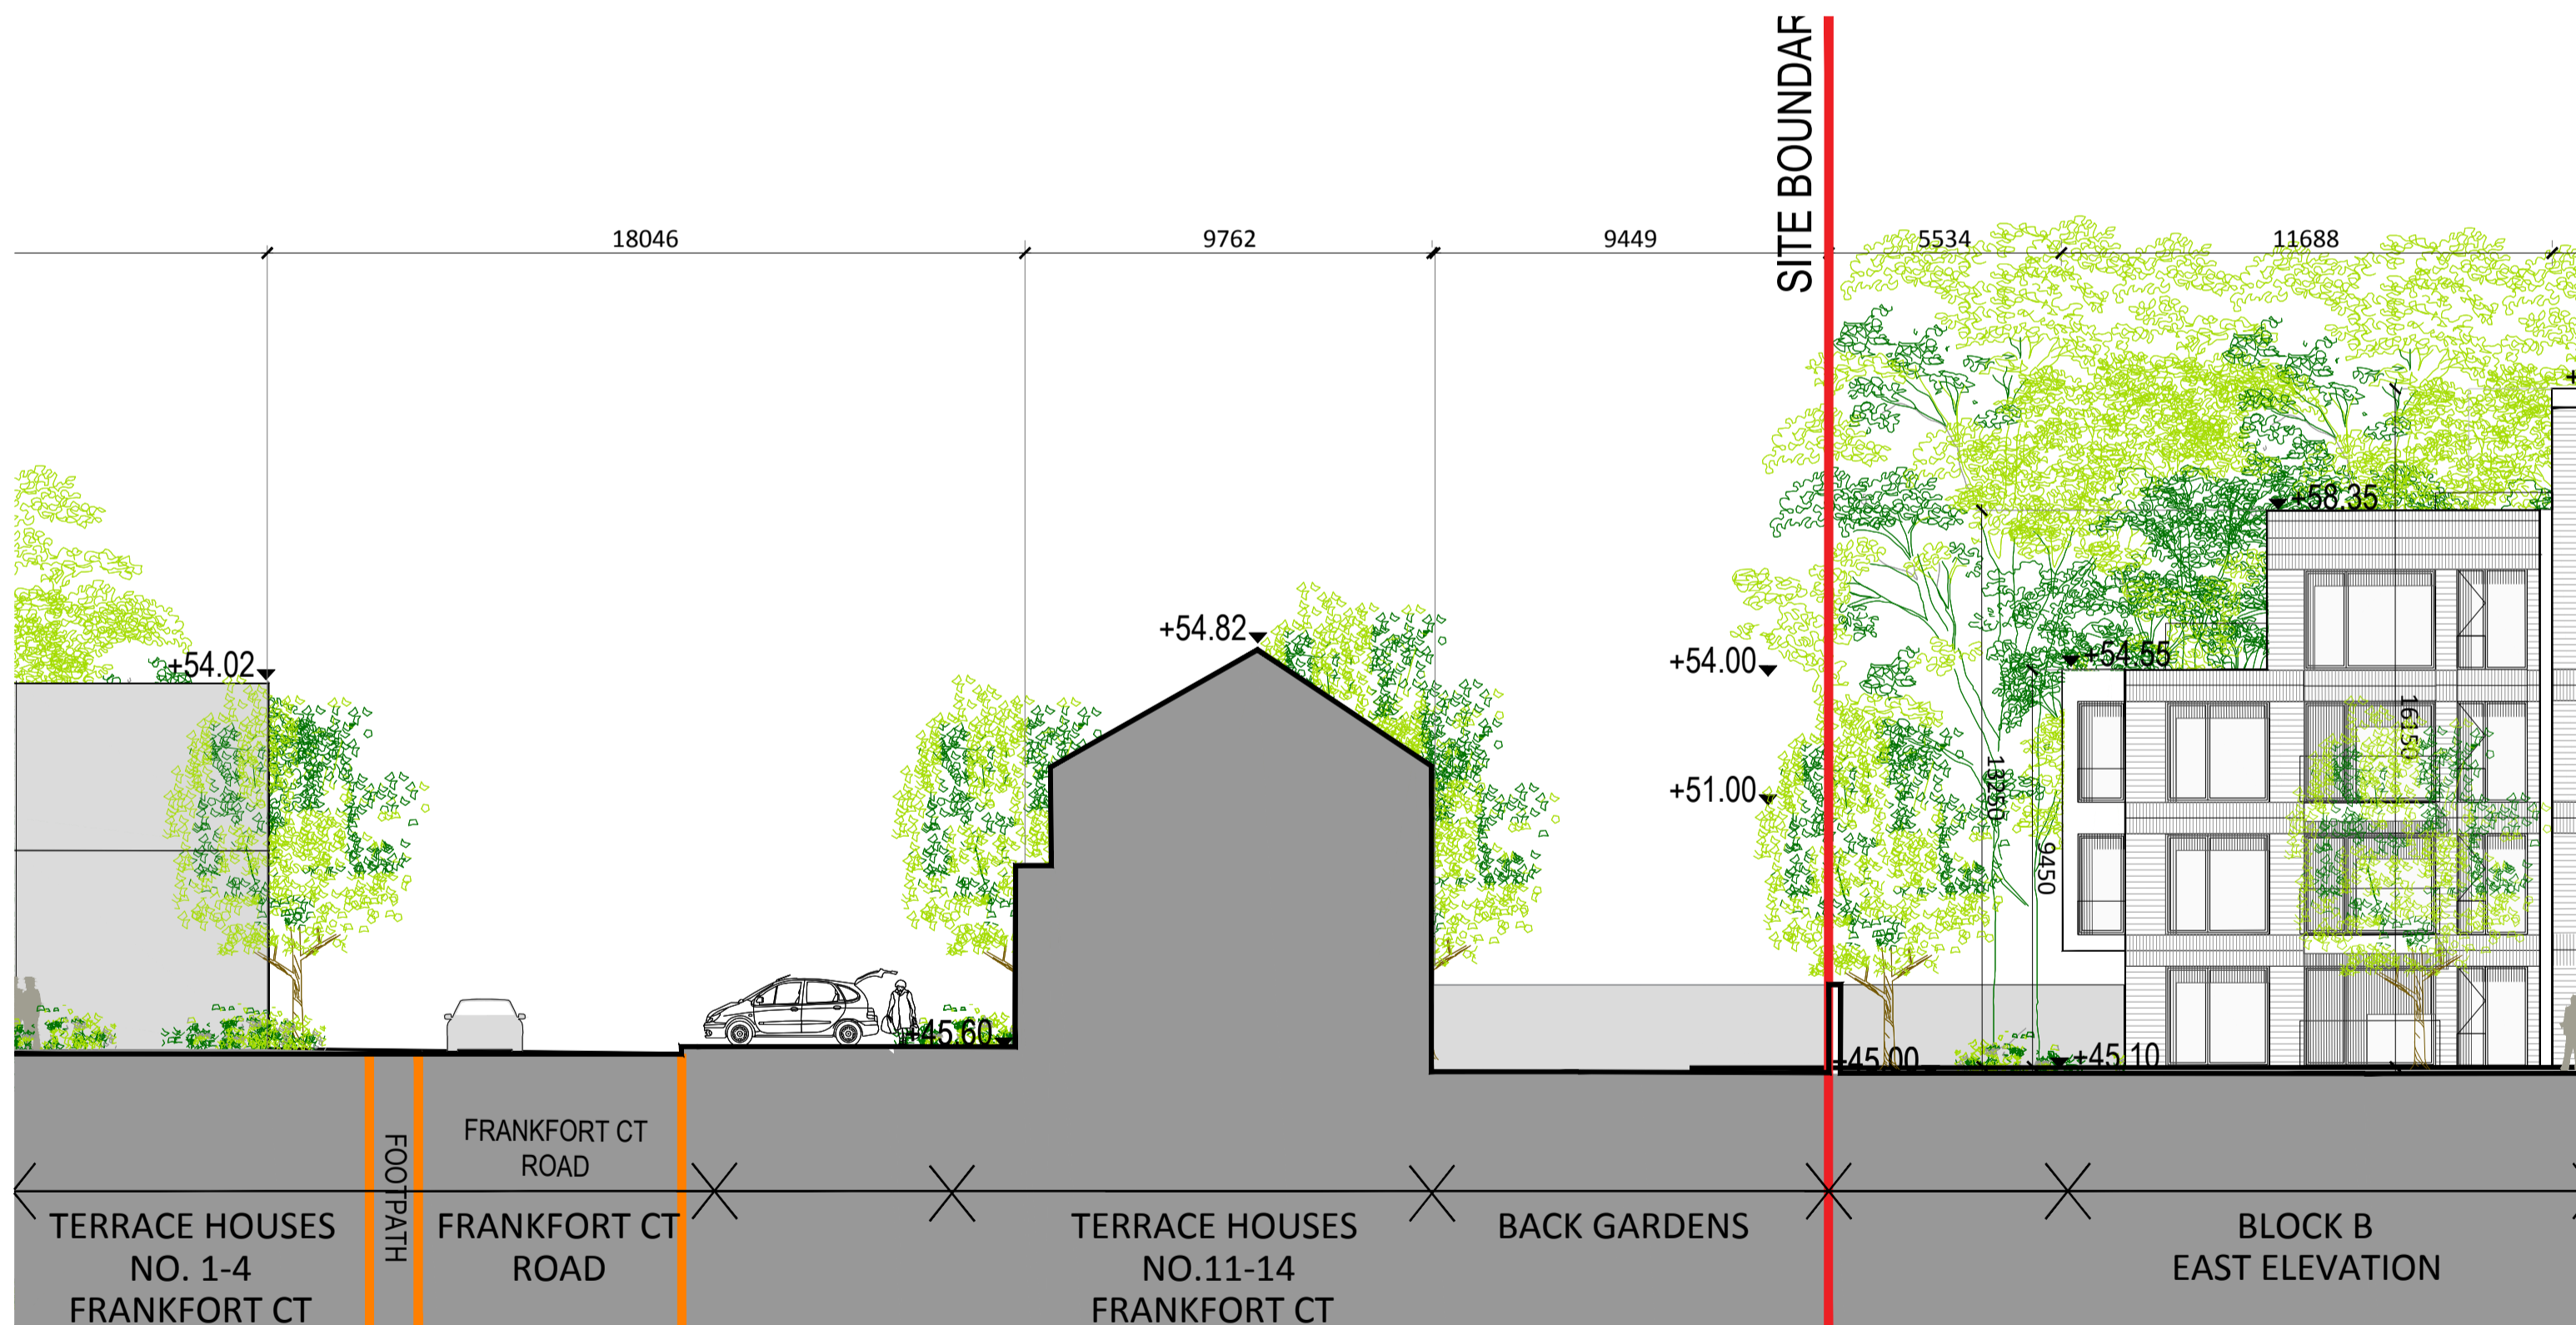 SITE BOUNDAR
18046
9762
9449
5534
11688
+58.35
+54.82
+54.02
+54.00
+54.55
16150
13250
+51.00
9450
+45.60
+45.00
+45.10
FOOTPATH
FRANKFORT CT
ROAD
TERRACE HOUSES
NO. 1-4
FRANKFORT CT
FRANKFORT CT
ROAD
TERRACE HOUSES
NO.11-14
FRANKFORT CT
BACK GARDENS
BLOCK B
EAST ELEVATION